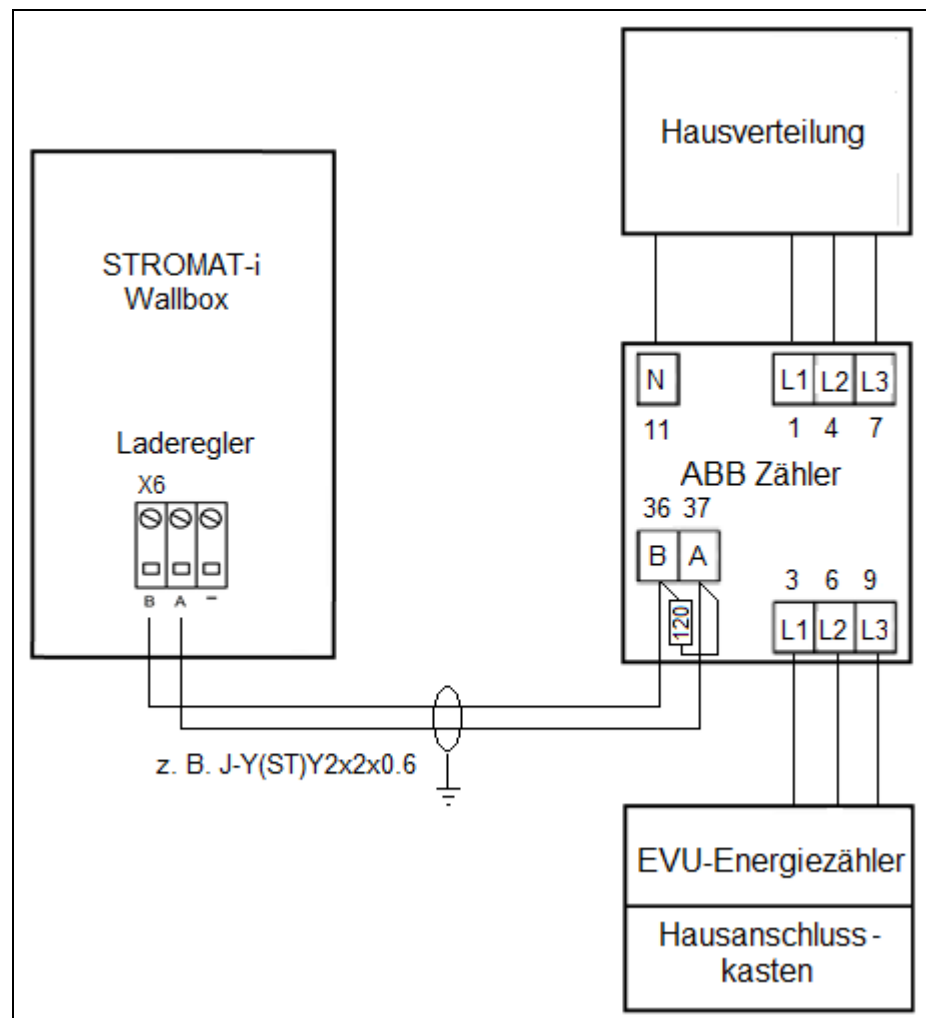 Hausverteilung
STROMAT-i
Wallbox
Laderegler
X6
B A –
N
L1 L2 L3
11
1 4 7
ABB Zähler
36 37
B A
120
3 6 9
L1 L2 L3
z. B. J-Y(ST)Y2x2x0.6
EVU-Energiezähler
Hausanschluss -
kasten